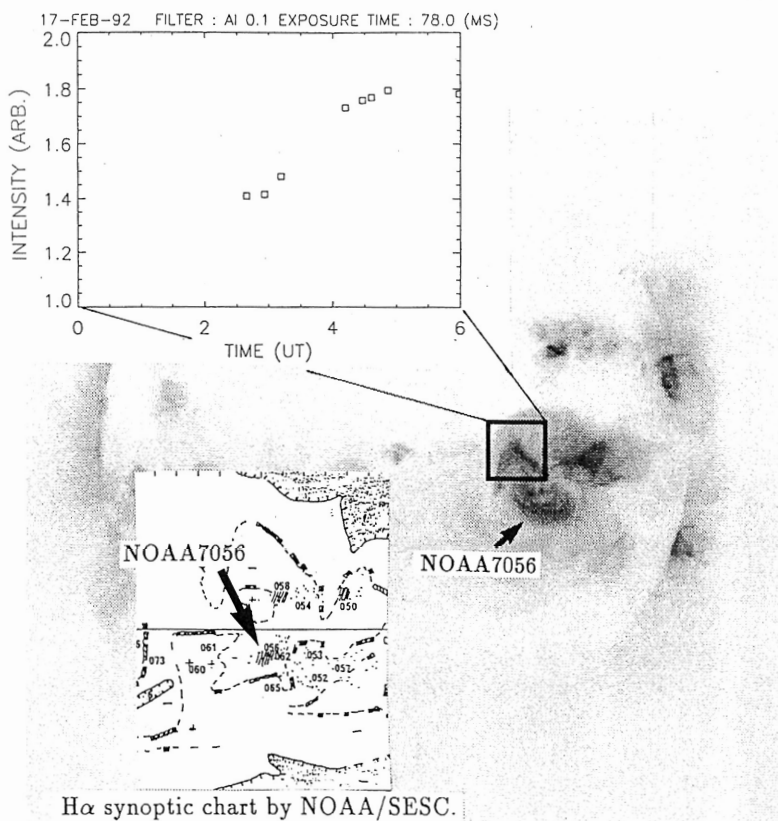 17-FEB-92 FILTER : Al 0.1 EXPOSURE TIME : 78.0 (MS)
2.0
1.8
1.6
1.4
1.2
1.0
INTENSITY (ARB.)
0 2 4 6
TIME (UT)
NOAA7056
NOAA7056
058
054
050
061
056
062
053
073
060
057
052
065
Hα synoptic chart by NOAA/SESC.